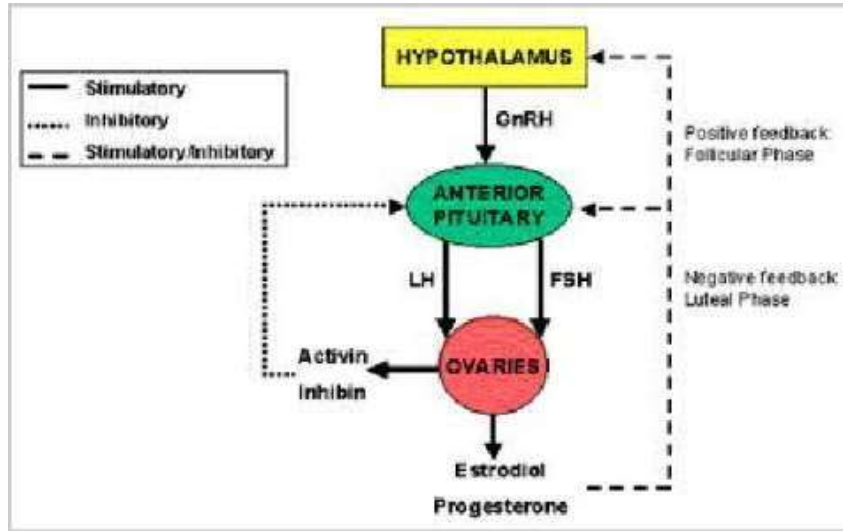 HYPOTHALAMUS
Stimulatory
Inhibitory
Stimulatory/Inhibitory
GnRH
Positive feedback:
Follicular Phase
ANTERIOR
PITUITARY
LH
FSH
Negative feedback:
Luteal Phase
Activin
Inhibin
OVARIES
Estrodiol
Progesterone